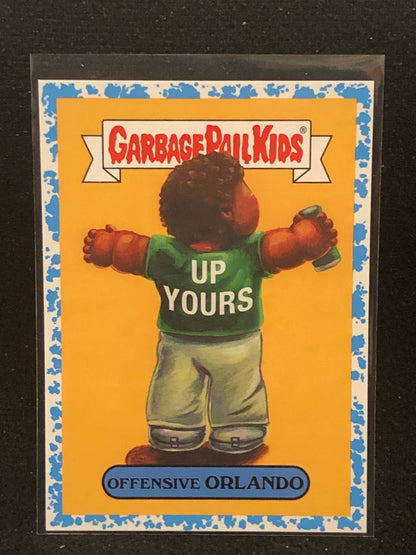 GARBAGE PAIL KIDS®
UP
YOURS
OFFENSIVE ORLANDO